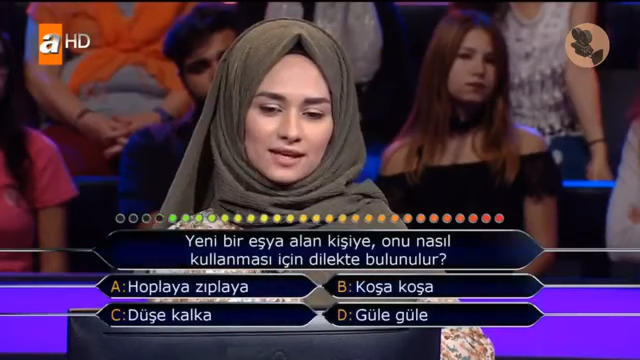 a HD
Yeni bir eşya alan kişiye, onu nasıl
kullanması için dilekte bulunulur?
A: Hoplaya zıplaya
B: Koşa koşa
C: Düşe kalka
D: Güle güle